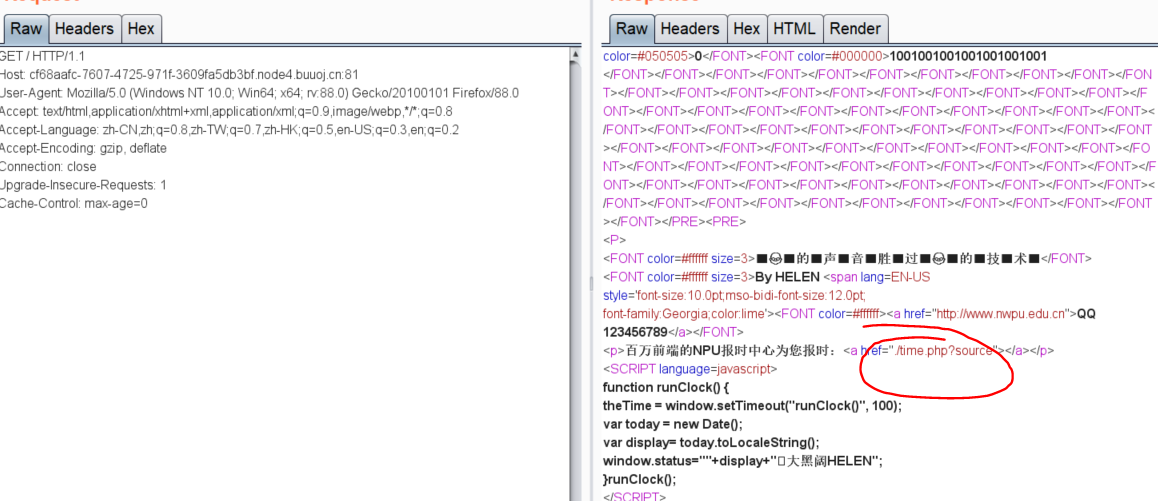 Raw Headers Hex
GET / HTTP/1.1
Host: cf68aafc-7607-4725-971f-3609fa5db3bf.node4.buuoj.cn:81
User-Agent: Mozilla/5.0 (Windows NT 10.0; Win64; x64; rv:88.0) Gecko/20100101 Firefox/88.0
Accept: text/html,application/xhtml+xml,application/xml;q=0.9,image/webp,*/*;q=0.8
Accept-Language: zh-CN,zh;q=0.8,zh-TW;q=0.7,zh-HK;q=0.5,en-US;q=0.3,en;q=0.2
Accept-Encoding: gzip, deflate
Connection: close
Upgrade-Insecure-Requests: 1
Cache-Control: max-age=0
Raw Headers Hex HTML Render
color=#050505>0</FONT><FONT color=#000000>1001001001001001001001
</FONT></FONT></FONT></FONT></FONT></FONT></FONT></FONT></FONT></FON
T></FONT></FONT></FONT></FONT></FONT></FONT></FONT></FONT></FONT></F
ONT></FONT></FONT></FONT></FONT></FONT></FONT></FONT></FONT></FONT><
/FONT></FONT></FONT></FONT></FONT></FONT></FONT></FONT></FONT></FONT
></FONT></FONT></FONT></FONT></FONT></FONT></FONT></FONT></FONT></FO
NT></FONT></FONT></FONT></FONT></FONT></FONT></FONT></FONT></FONT></F
ONT></FONT></FONT></FONT></FONT></FONT></FONT></FONT></FONT></FONT><
/FONT></FONT></FONT></FONT></FONT></FONT></FONT></FONT></FONT></FONT
></FONT></PRE><PRE>
<P>
<FONT color=#ffffff size=3>■😂■的■声■音■胜■过■😂■的■技■术■</FONT>
<FONT color=#ffffff size=3>By HELEN <span lang=EN-US
style='font-size:10.0pt;mso-bidi-font-size:12.0pt;
font-family:Georgia;color:lime'><FONT color=#ffffff><a href="http://www.nwpu.edu.cn">QQ
123456789</a></FONT>
<p>百万前端的NPU报时中心为您报时：<a href="./time.php?source"></a></p>
<SCRIPT language=javascript>
function runClock() {
theTime = window.setTimeout("runClock()", 100);
var today = new Date();
var display= today.toLocaleString();
window.status=""+display+"▯大黑阔HELEN";
}runClock();
</SCRIPT>